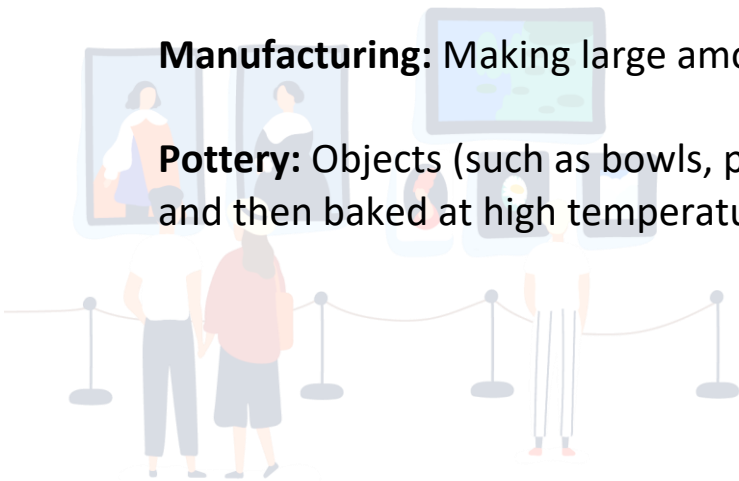 Manufacturing: Making large amo
Pottery: Objects (such as bowls, p
and then baked at high temperatu